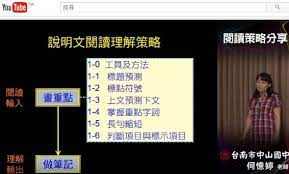 YouTube
搜尋
說明文閱讀理解策略
閱讀策略分享
閱讀
輸入
畫重點
1-0 工具及方法
1-1 標題預測
1-2 標點符號
1-3 上文預測下文
1-4 掌握重點字詞
1-5 長句縮短
1-6 判斷項目與標示項目
理解
輸出
做筆記
台南市中山國中
何憶婷 老師